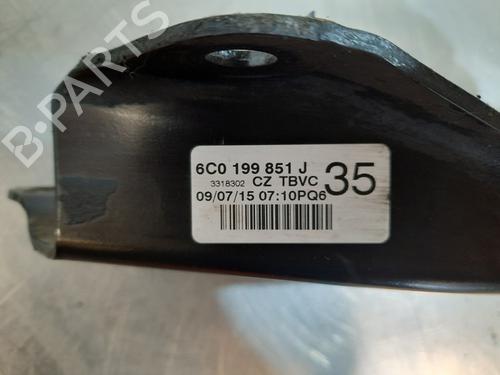 B-PARTS
6C0 199 851 J
3318302 CZ TBVC 35
09/07/15 07:10PQ6